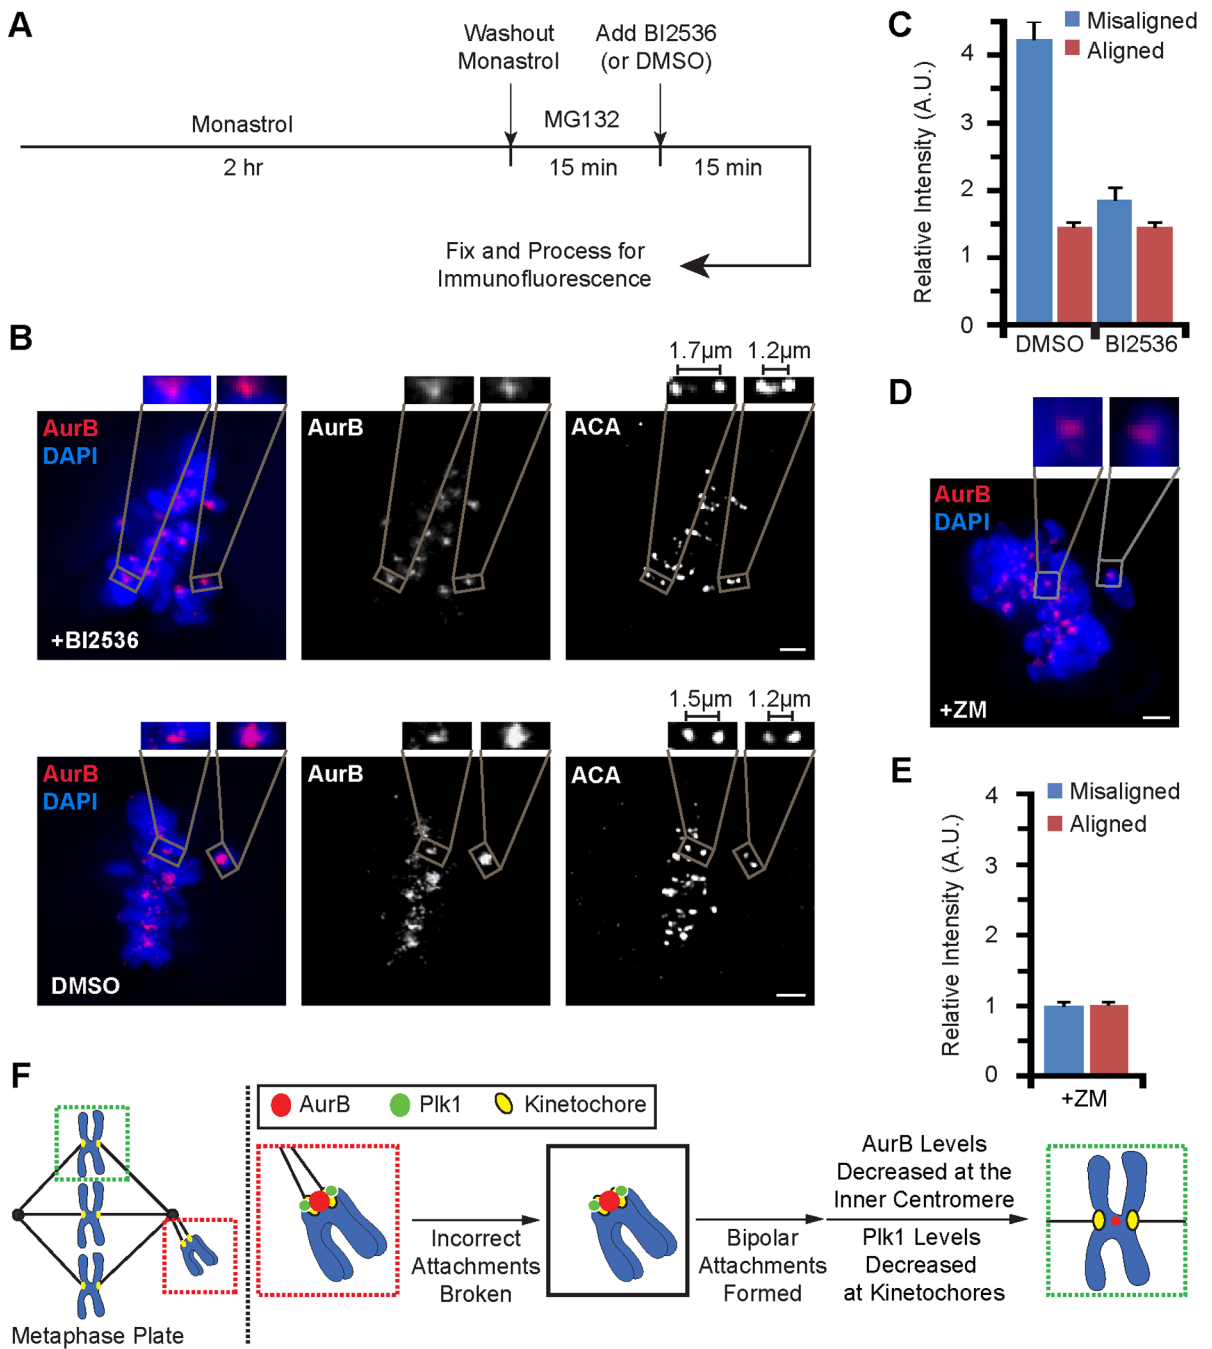 A
Washout
Monastrol
Add BI2536
(or DMSO)
Monastrol
MG132
2 hr
15 min
15 min
Fix and Process for
Immunofluorescence
C
Misaligned
Aligned
Relative Intensity (A.U.)
4
3
2
1
0
DMSO
BI2536
B
1.7µm
1.2µm
AurB
DAPI
AurB
ACA
+BI2536
1.5µm
1.2µm
AurB
DAPI
AurB
ACA
DMSO
D
AurB
DAPI
+ZM
E
Misaligned
Aligned
Relative Intensity (A.U.)
4
3
2
1
0
+ZM
F
AurB
Plk1
Kinetochore
Metaphase Plate
Incorrect
Attachments
Broken
Bipolar
Attachments
Formed
AurB Levels
Decreased at the
Inner Centromere
Plk1 Levels
Decreased
at Kinetochores